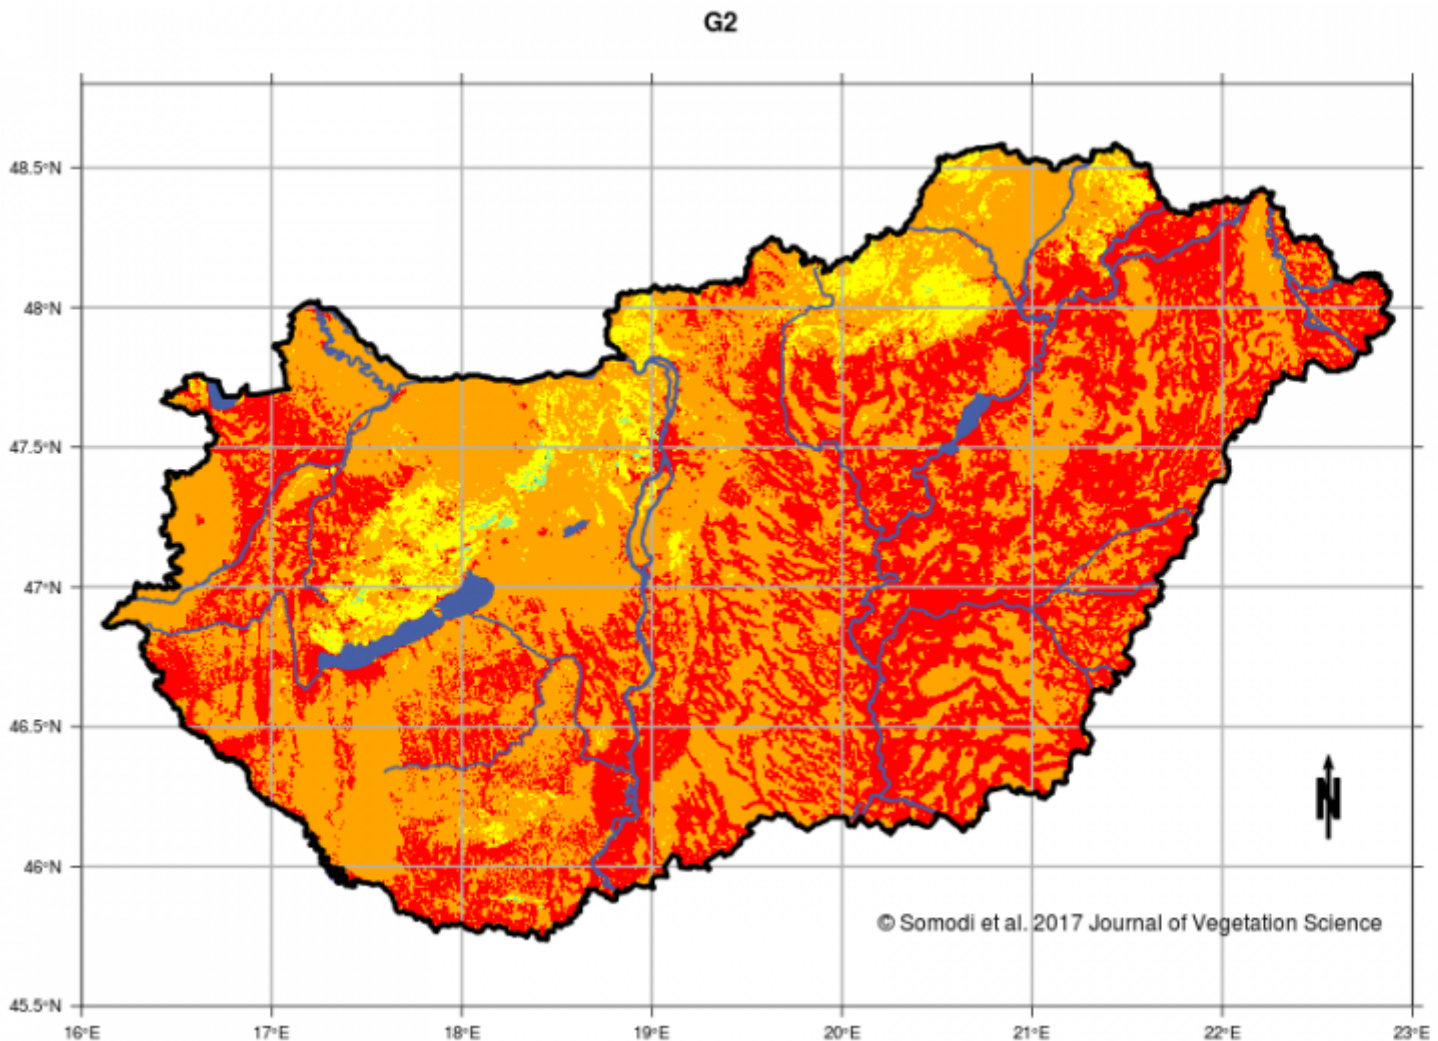 G2
48.5°N
48°N
47.5°N
47°N
46.5°N
46°N
45.5°N
N
© Somodi et al. 2017 Journal of Vegetation Science
16°E 17°E 18°E 19°E 20°E 21°E 22°E 23°E